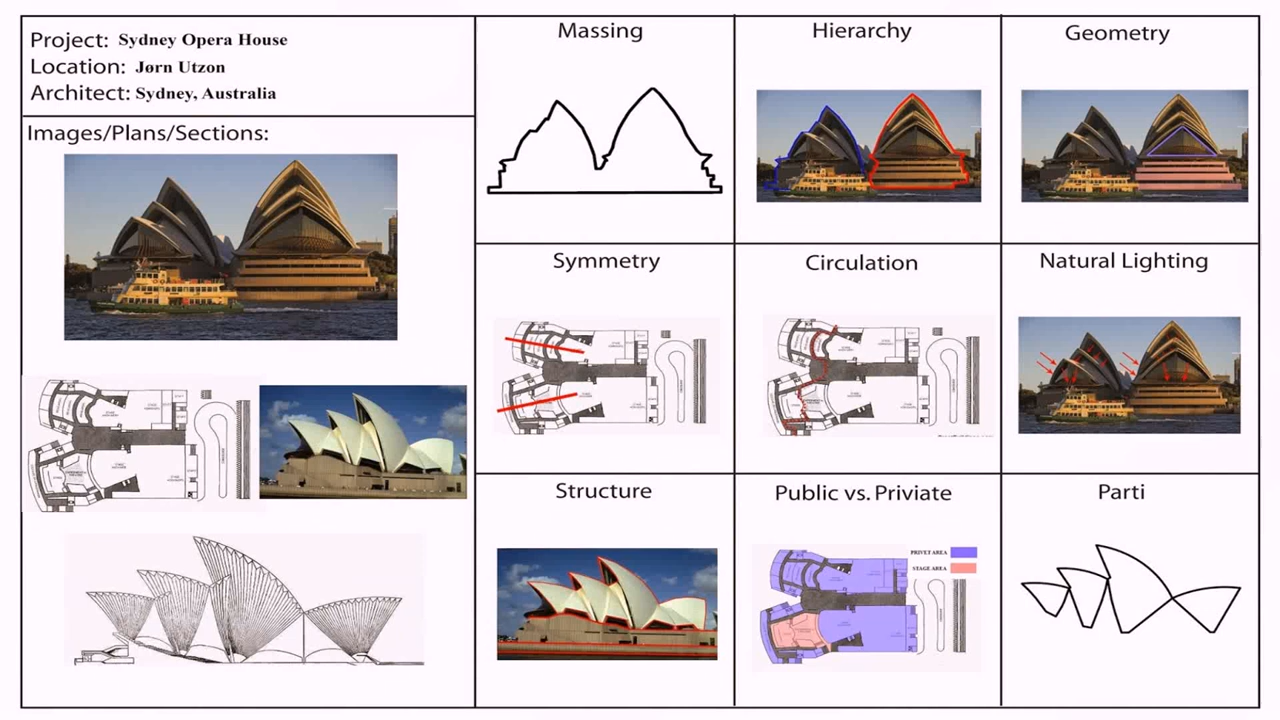 Project: Sydney Opera House
Location: Jørn Utzon
Architect: Sydney, Australia
Images/Plans/Sections:
Massing
Hierarchy
Geometry
Symmetry
Circulation
Natural Lighting
Structure
Public vs. Priviate
Parti
PRIVET AREA
STAGE AREA